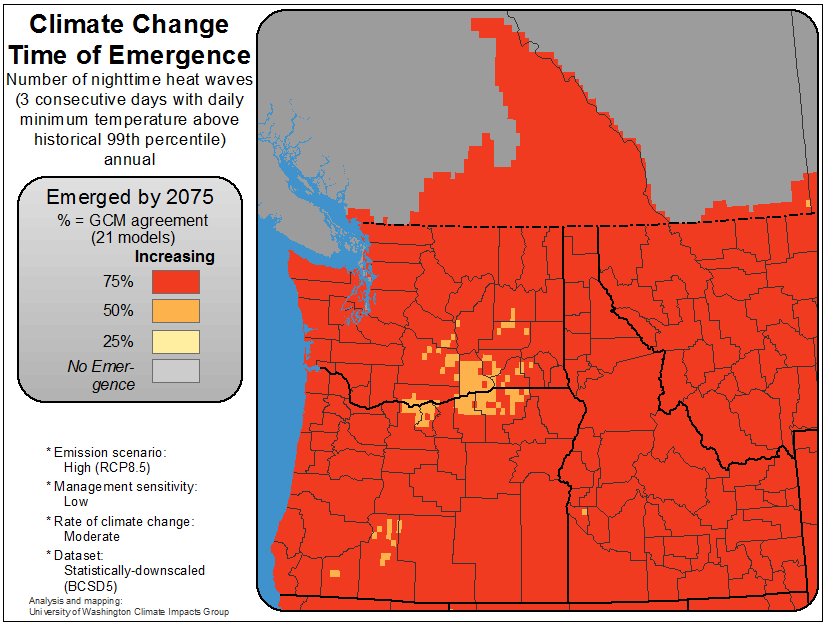 Climate Change
Time of Emergence
Number of nighttime heat waves
(3 consecutive days with daily
minimum temperature above
historical 99th percentile)
annual
Emerged by 2075
% = GCM agreement
(21 models)
Increasing
75%
50%
25%
No Emer-
gence
* Emission scenario:
High (RCP8.5)
* Management sensitivity:
Low
* Rate of climate change:
Moderate
* Dataset:
Statistically-downscaled
(BCSD5)
Analysis and mapping:
University of Washington Climate Impacts Group